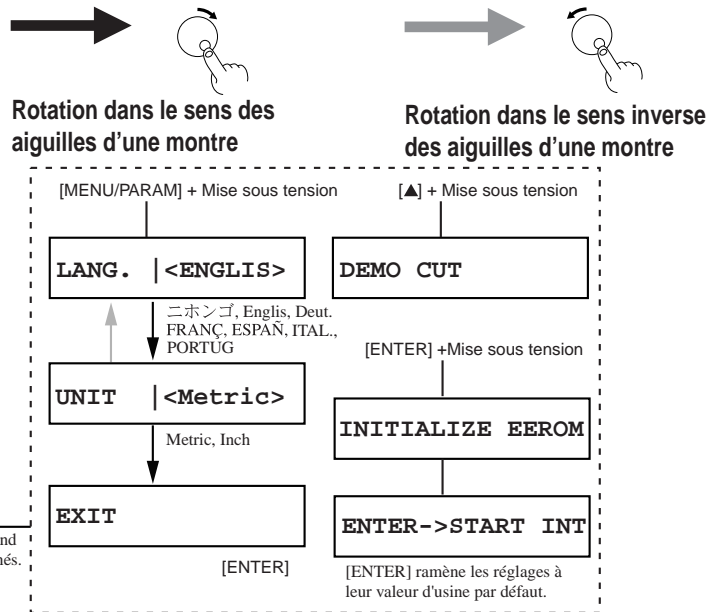 Rotation dans le sens des
aiguilles d’une montre
Rotation dans le sens inverse
des aiguilles d’une montre
[MENU/PARAM] + Mise sous tension
LANG. |<ENGLIS>
ニホンゴ, Englis, Deut.
FRANÇ, ESPAÑ, ITAL.,
PORTUG
UNIT |<Metric>
Metric, Inch
EXIT
[ENTER]
[▲] + Mise sous tension
DEMO CUT
[ENTER] +Mise sous tension
INITIALIZE EEROM
ENTER->START INT
[ENTER] ramène les réglages à
leur valeur d'usine par défaut.